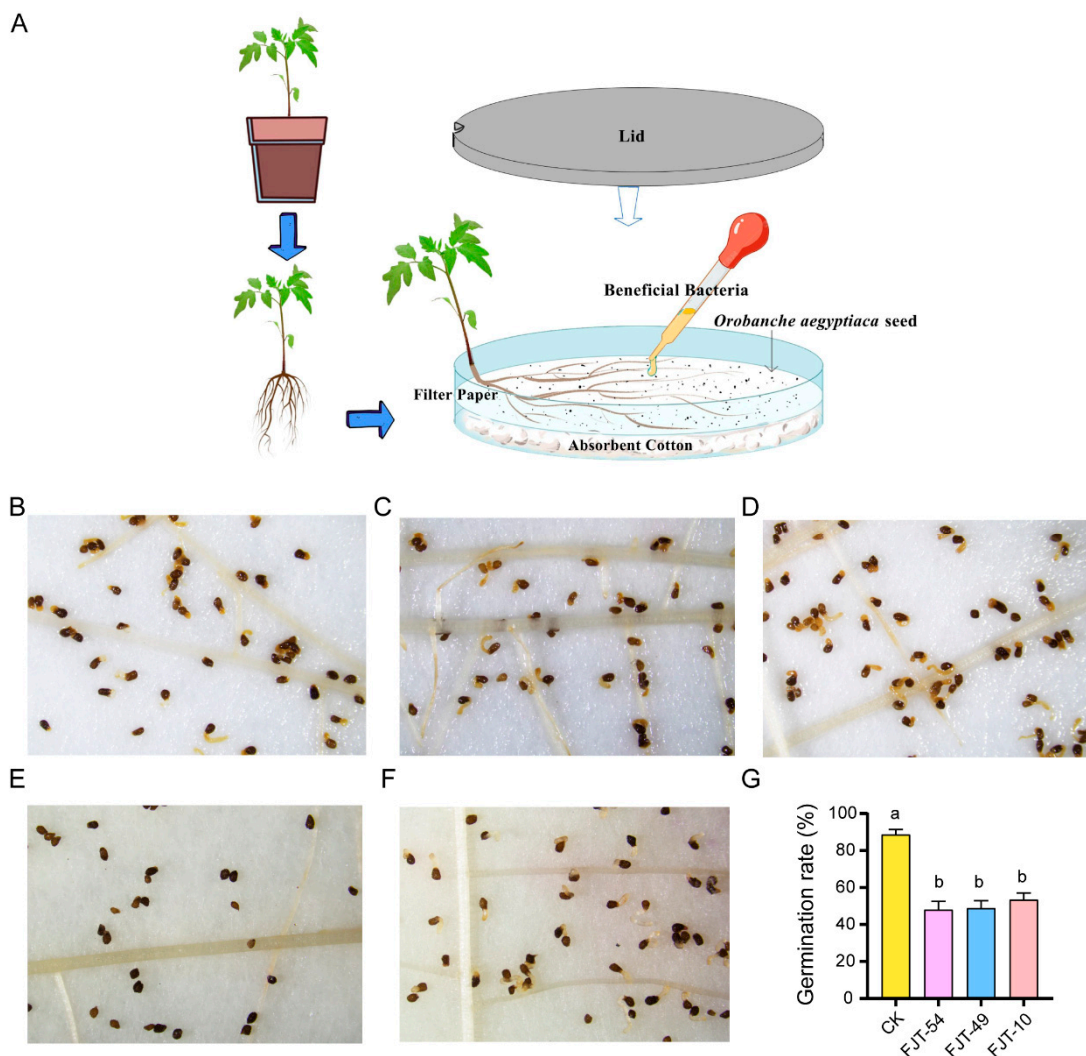 A
Lid
Beneficial Bacteria
Orobanche aegyptiaca seed
Filter Paper
Absorbent Cotton
B
C
D
E
F
G
Germination rate (%)
100
80
60
40
20
0
a
b
b
b
CK
FJT-54
FJT-49
FJT-10